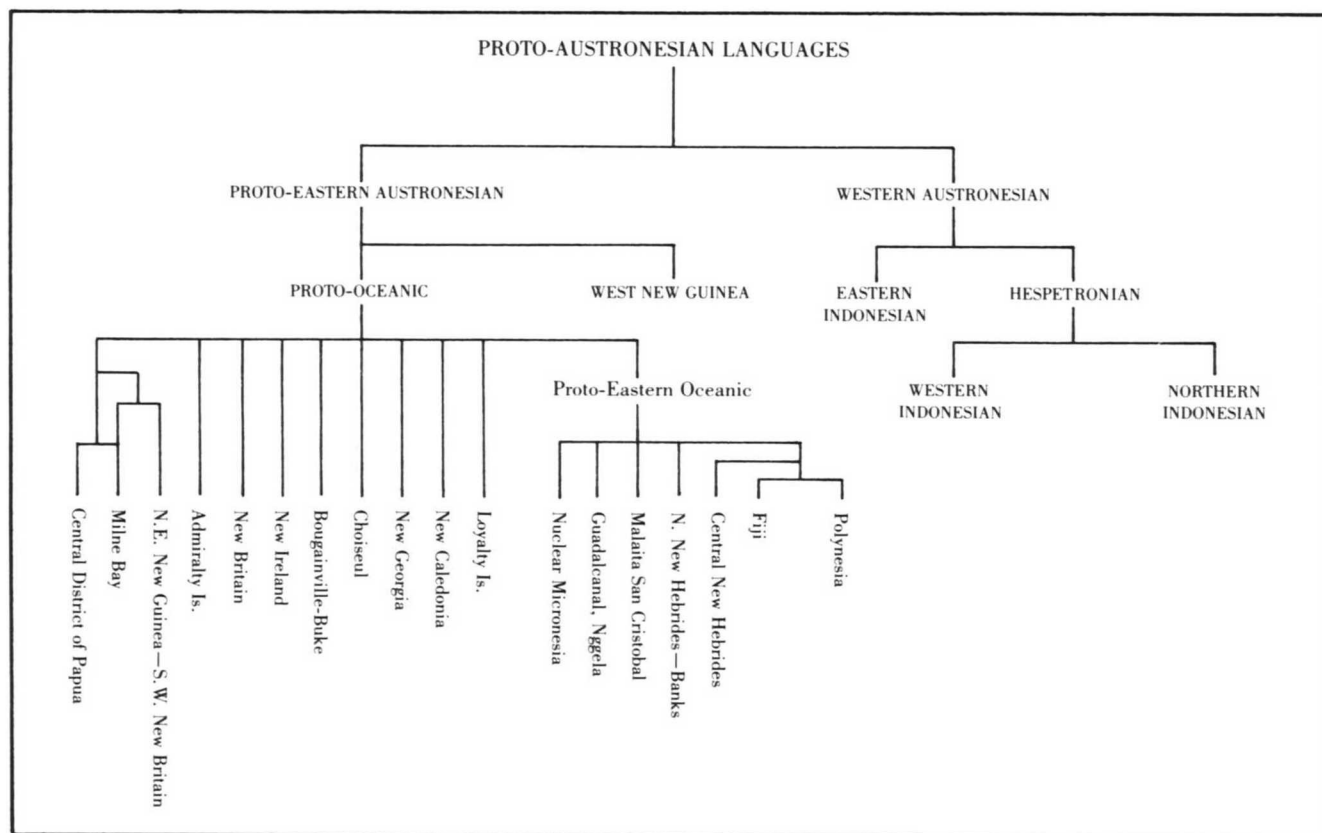 PROTO-AUSTRONESIAN LANGUAGES
PROTO-EASTERN AUSTRONESIAN
WESTERN AUSTRONESIAN
PROTO-OCEANIC
WEST NEW GUINEA
EASTERN
INDONESIAN
HESPETRONIAN
Proto-Eastern Oceanic
WESTERN
INDONESIAN
NORTHERN
INDONESIAN
Central District of Papua
Milne Bay
N.E. New Guinea—S.W. New Britain
Admiralty Is.
New Britain
New Ireland
Bougainville-Buke
Choiseul
New Georgia
New Caledonia
Loyalty Is.
Nuclear Micronesia
Guadalcanal, Nggela
Malaita San Cristobal
N. New Hebrides—Banks
Central New Hebrides
Fiji
Polynesia